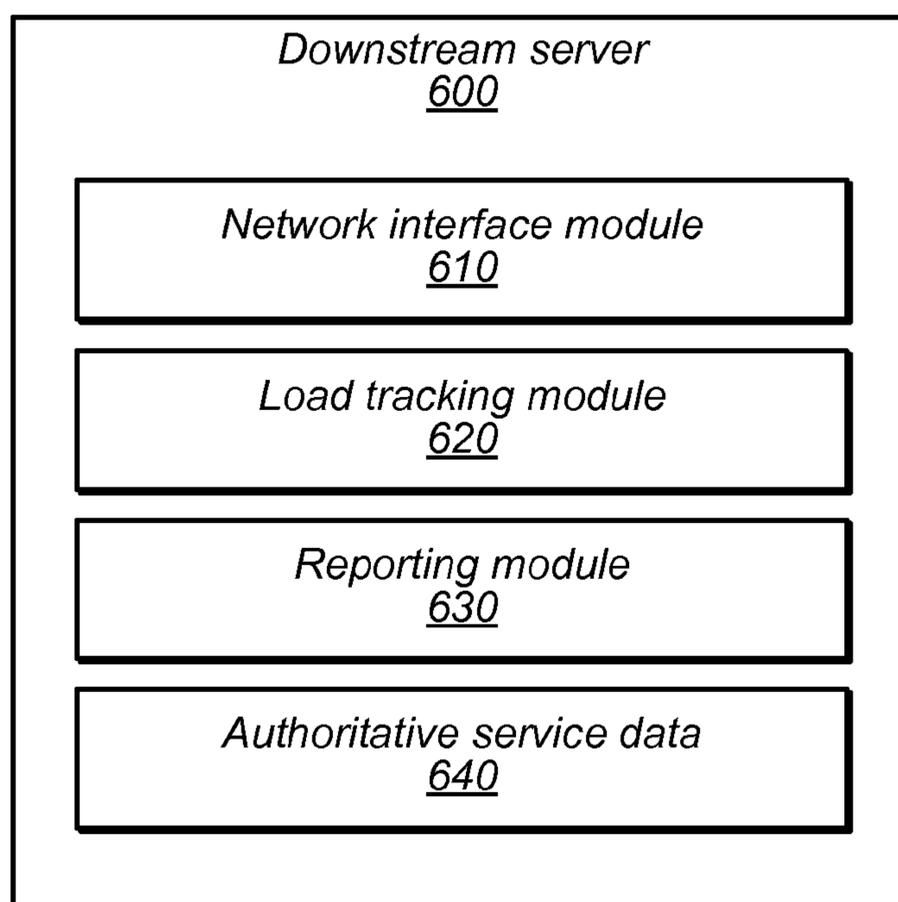 Downstream server
600
Network interface module
610
Load tracking module
620
Reporting module
630
Authoritative service data
640